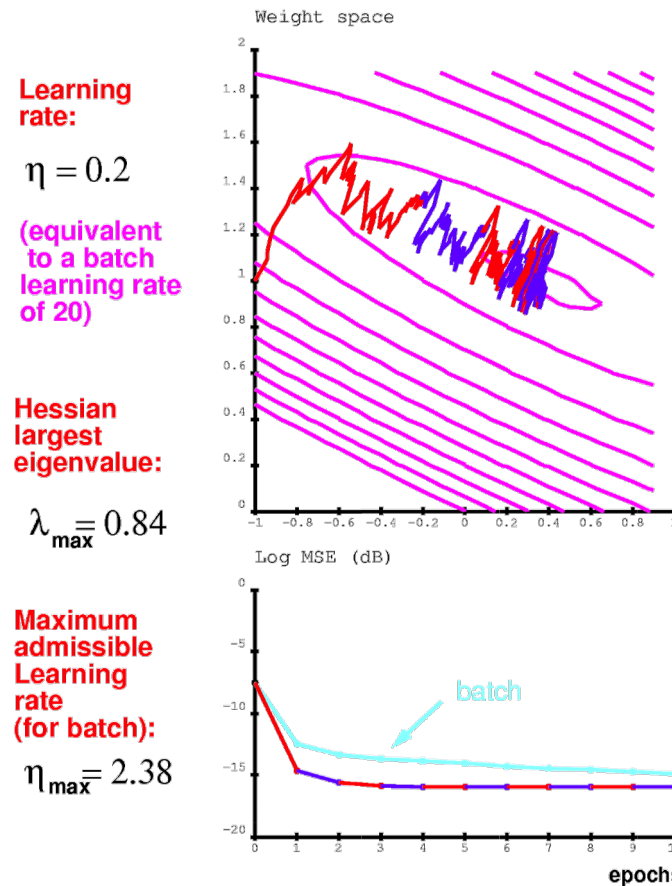 Weight space
Learning
rate:
η = 0.2
(equivalent
to a batch
learning rate
of 20)
Hessian
largest
eigenvalue:
λmax = 0.84
Maximum
admissible
Learning
rate
(for batch):
ηmax = 2.38
2
1.8
1.6
1.4
1.2
1
0.8
0.6
0.4
0.2
0
-1 -0.8 -0.6 -0.4 -0.2 0 0.2 0.4 0.6 0.8
Log MSE (dB)
0
-5
-10
-15
-20
batch
0 1 2 3 4 5 6 7 8 9
epoch